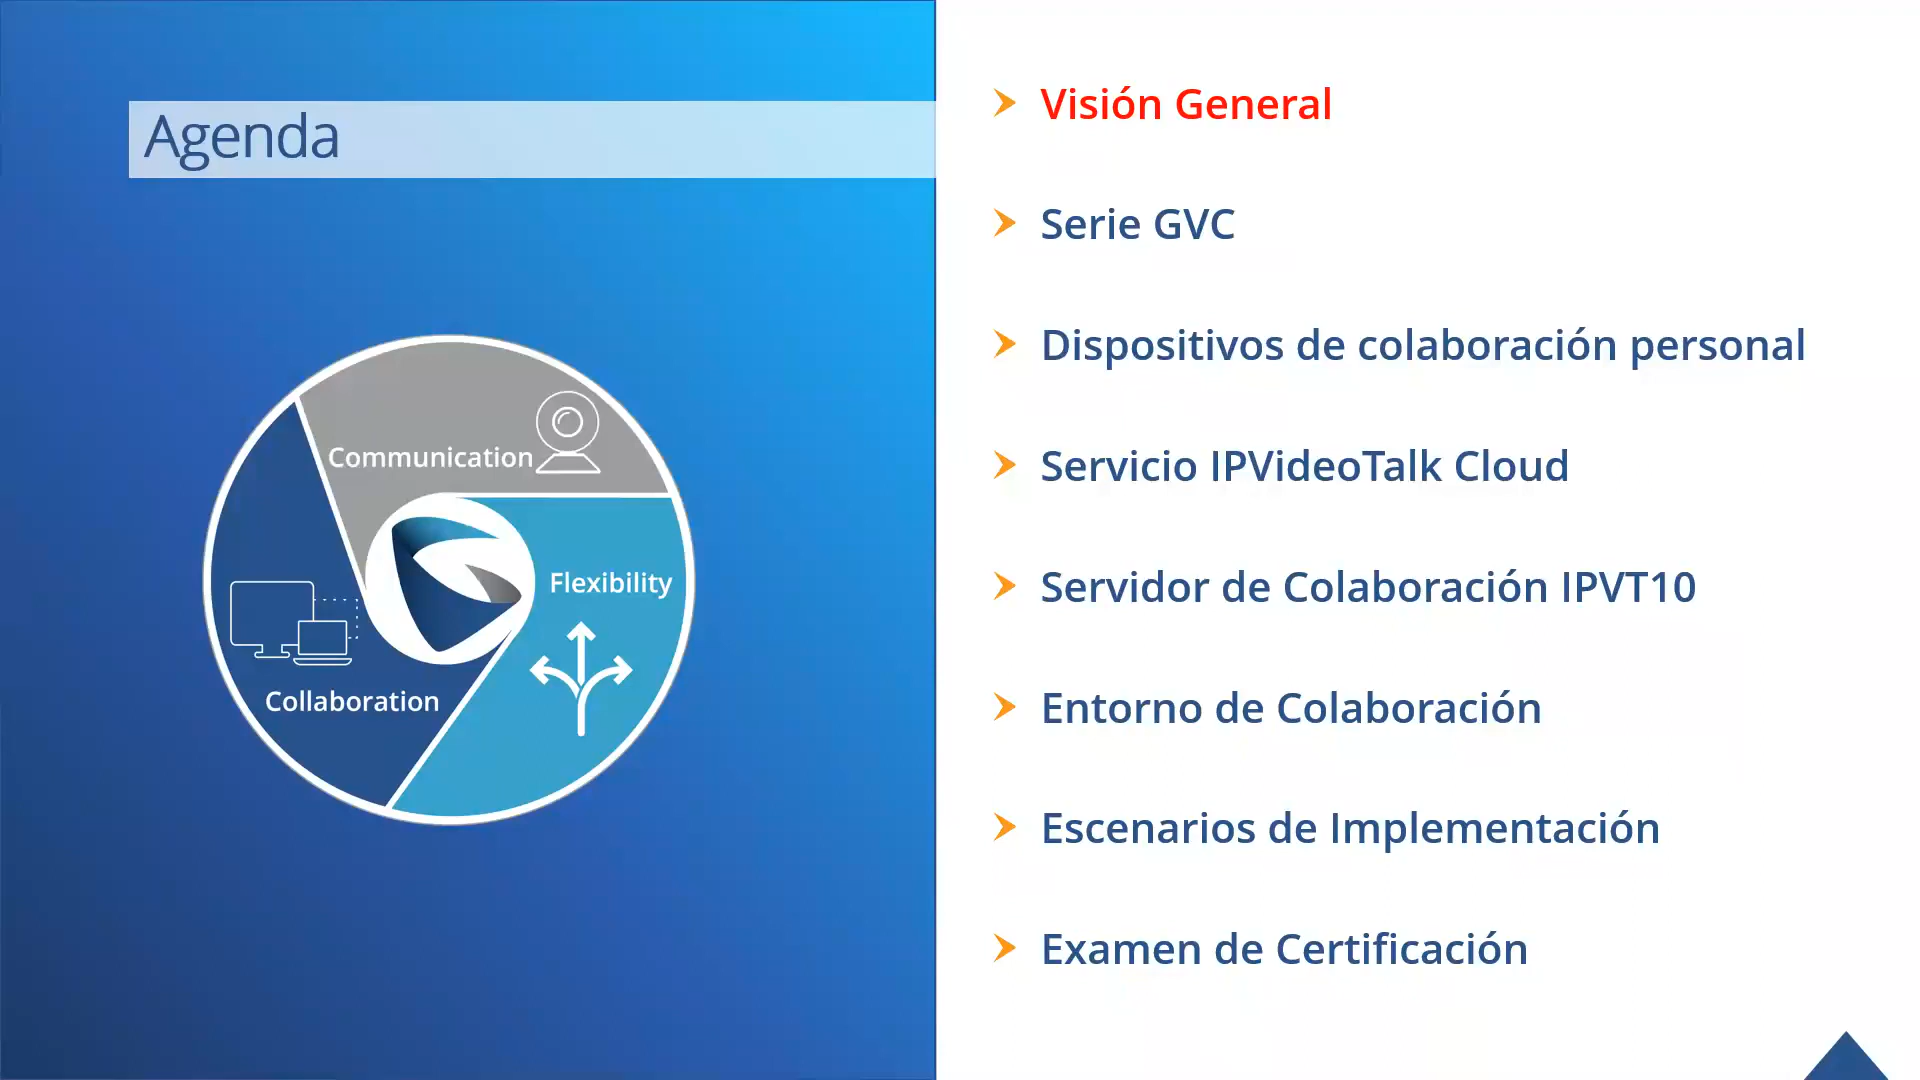 Agenda
Communication
Flexibility
Collaboration
Visión General
Serie GVC
Dispositivos de colaboración personal
Servicio IPVideoTalk Cloud
Servidor de Colaboración IPVT10
Entorno de Colaboración
Escenarios de Implementación
Examen de Certificación